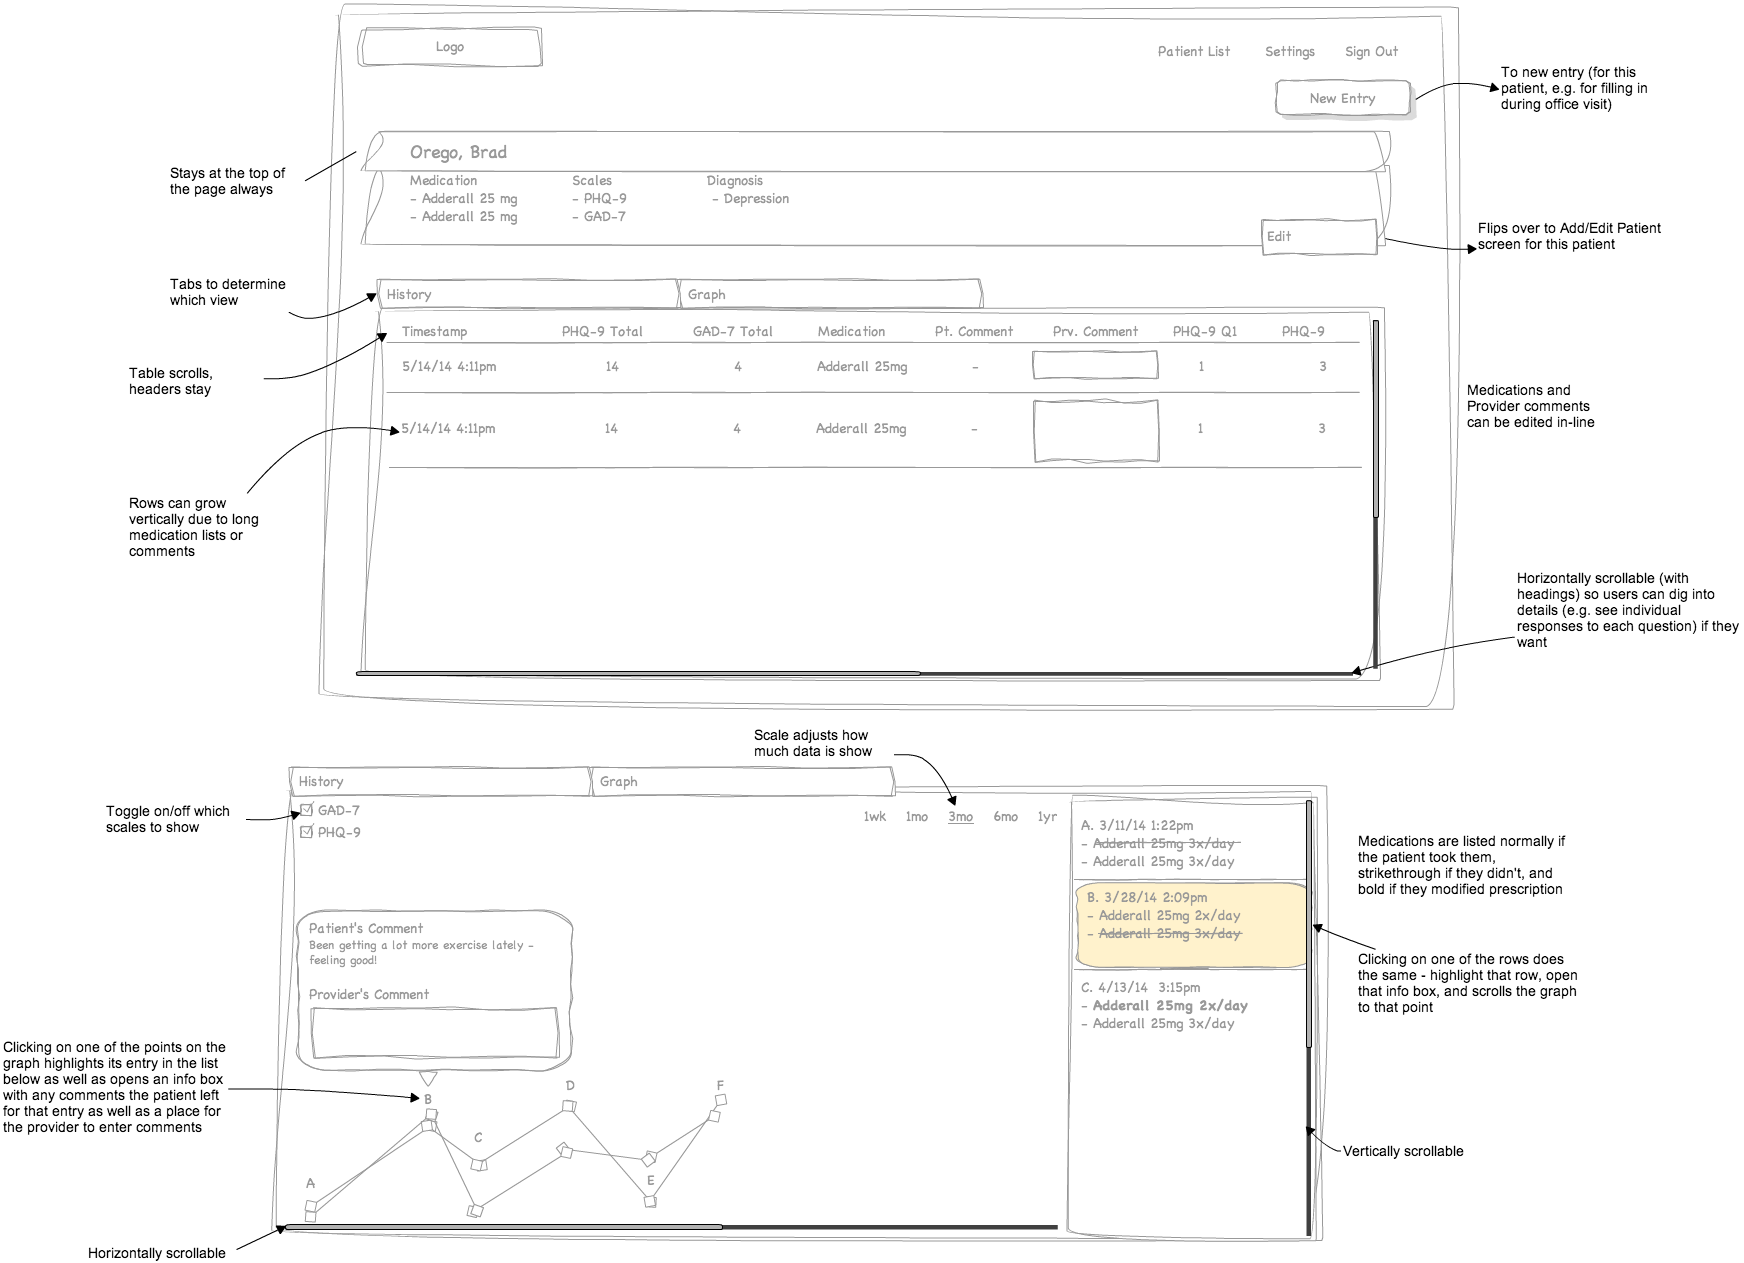 Logo
Patient List Settings Sign Out
New Entry
To new entry (for this
patient, e.g. for filling in
during office visit)
Stays at the top of
the page always
Orego, Brad
Medication Scales Diagnosis
- Adderall 25 mg - PHQ-9 - Depression
- Adderall 25 mg - GAD-7
Edit
Flips over to Add/Edit Patient
screen for this patient
Tabs to determine
which view
History Graph
Timestamp PHQ-9 Total GAD-7 Total Medication Pt. Comment Prv. Comment PHQ-9 Q1 PHQ-9
5/14/14 4:11pm 14 4 Adderall 25mg - 1 3
5/14/14 4:11pm 14 4 Adderall 25mg - 1 3
Table scrolls,
headers stay
Medications and
Provider comments
can be edited in-line
Rows can grow
vertically due to long
medication lists or
comments
Horizontally scrollable (with
headings) so users can dig into
details (e.g. see individual
responses to each question) if they
want
Scale adjusts how
much data is show
History Graph
Toggle on/off which
scales to show
GAD-7
PHQ-9
1wk 1mo 3mo 6mo 1yr
A. 3/11/14 1:22pm
- Adderall 25mg 3x/day
- Adderall 25mg 3x/day
B. 3/28/14 2:09pm
- Adderall 25mg 2x/day
- Adderall 25mg 3x/day
C. 4/13/14 3:15pm
- Adderall 25mg 2x/day
- Adderall 25mg 3x/day
Medications are listed normally if
the patient took them,
strikethrough if they didn't, and
bold if they modified prescription
Clicking on one of the rows does
the same - highlight that row, open
that info box, and scrolls the graph
to that point
Patient's Comment
Been getting a lot more exercise lately -
feeling good!
Provider's Comment
Clicking on one of the points on the
graph highlights its entry in the list
below as well as opens an info box
with any comments the patient left
for that entry as well as a place for
the provider to enter comments
A
B
C
D
E
F
Vertically scrollable
Horizontally scrollable